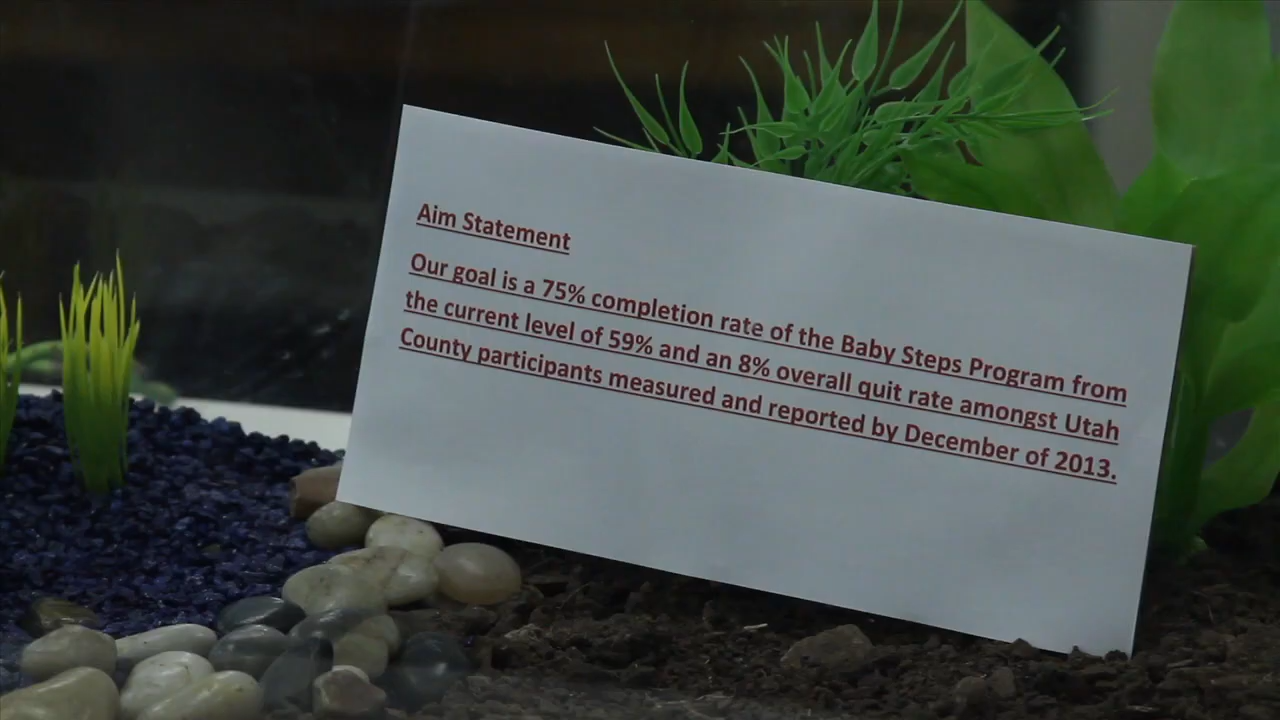 Aim Statement
Our goal is a 75% completion rate of the Baby Steps Program from
the current level of 59% and an 8% overall quit rate amongst Utah
County participants measured and reported by December of 2013.